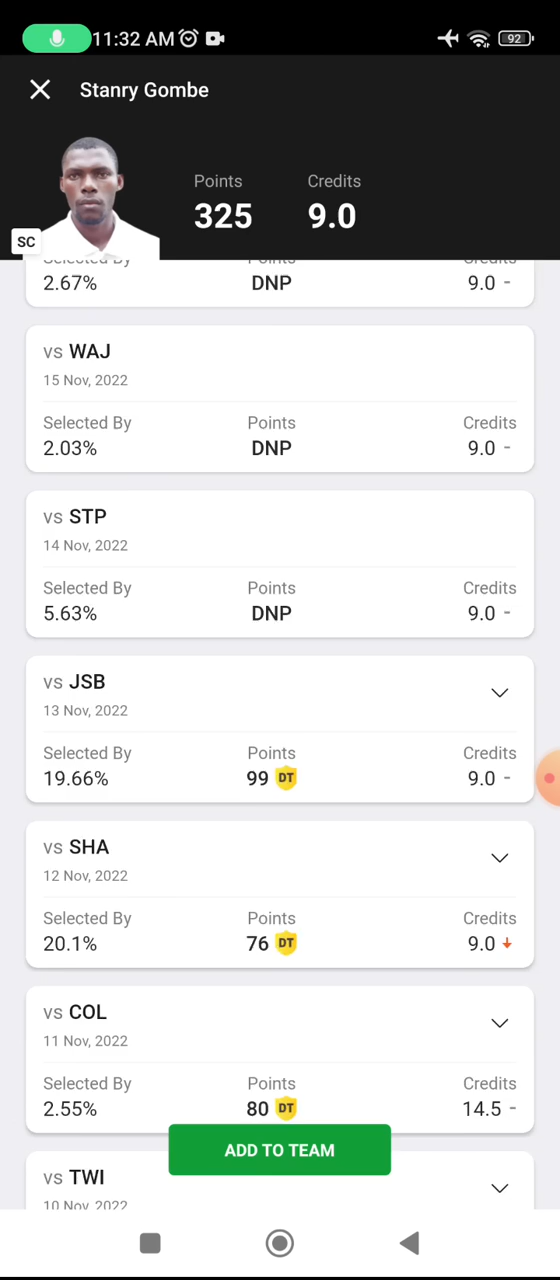 11:32 AM
92
Stanry Gombe
Points
Credits
325
9.0
SC
Selected By
Points
Credits
2.67%
DNP
9.0 -
vs WAJ
15 Nov, 2022
Selected By
Points
Credits
2.03%
DNP
9.0 -
vs STP
14 Nov, 2022
Selected By
Points
Credits
5.63%
DNP
9.0 -
vs JSB
13 Nov, 2022
Selected By
Points
Credits
19.66%
99 DT
9.0 -
vs SHA
12 Nov, 2022
Selected By
Points
Credits
20.1%
76 DT
9.0
vs COL
11 Nov, 2022
Selected By
Points
Credits
2.55%
80 DT
14.5 -
ADD TO TEAM
vs TWI
10 Nov, 2022